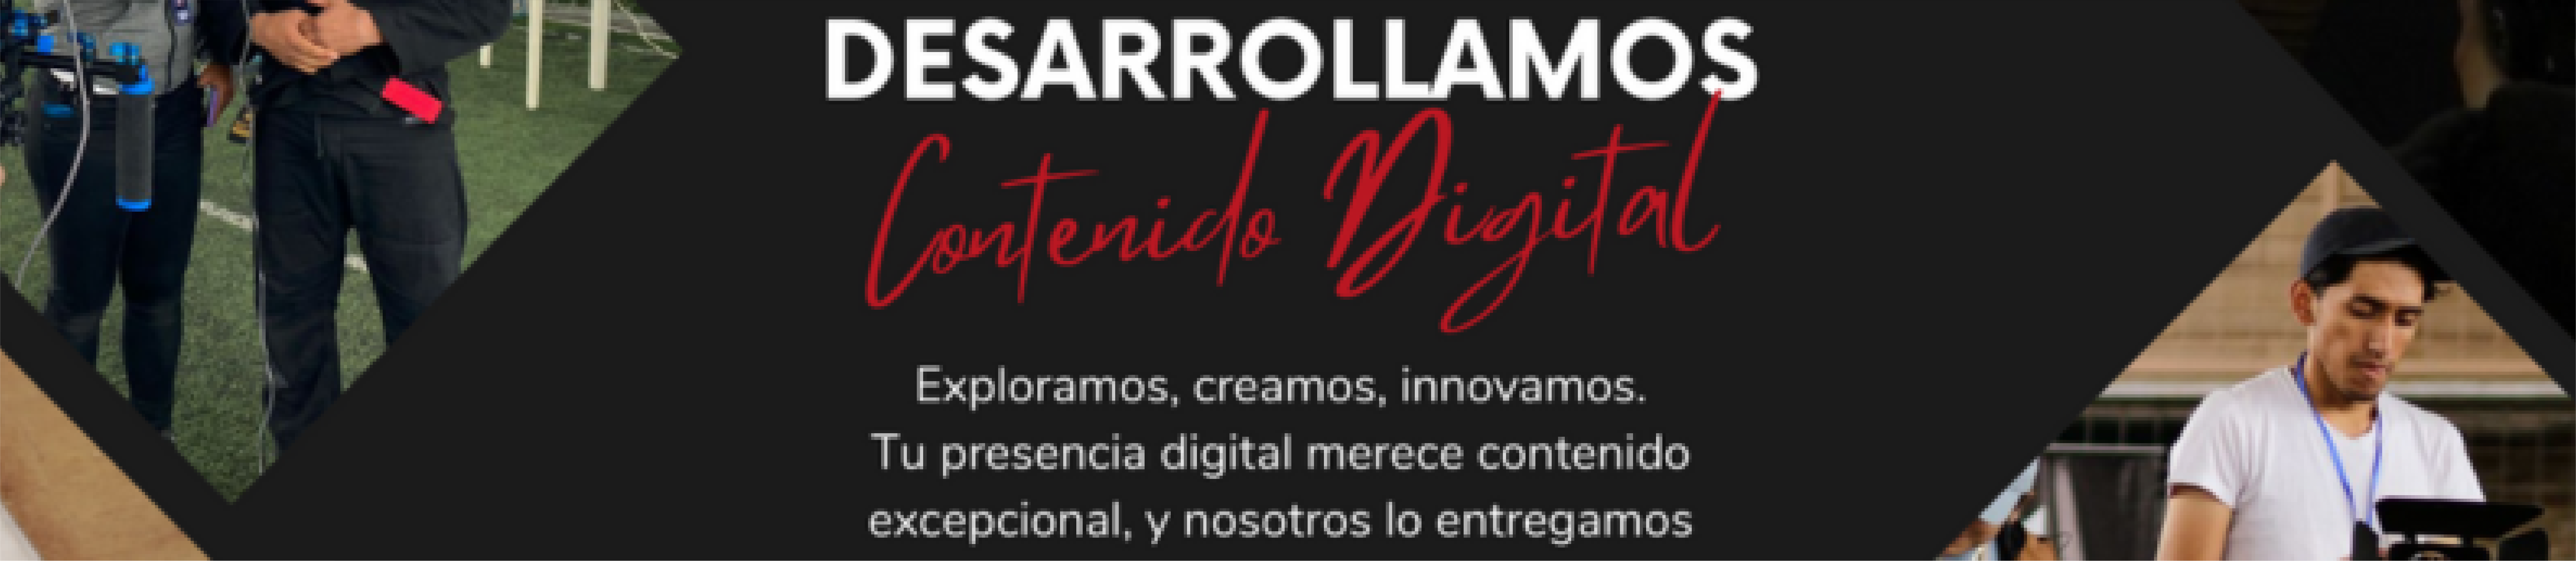 DESARROLLAMOS
Contenido Digital
Exploramos, creamos, innovamos.
Tu presencia digital merece contenido
excepcional, y nosotros lo entregamos